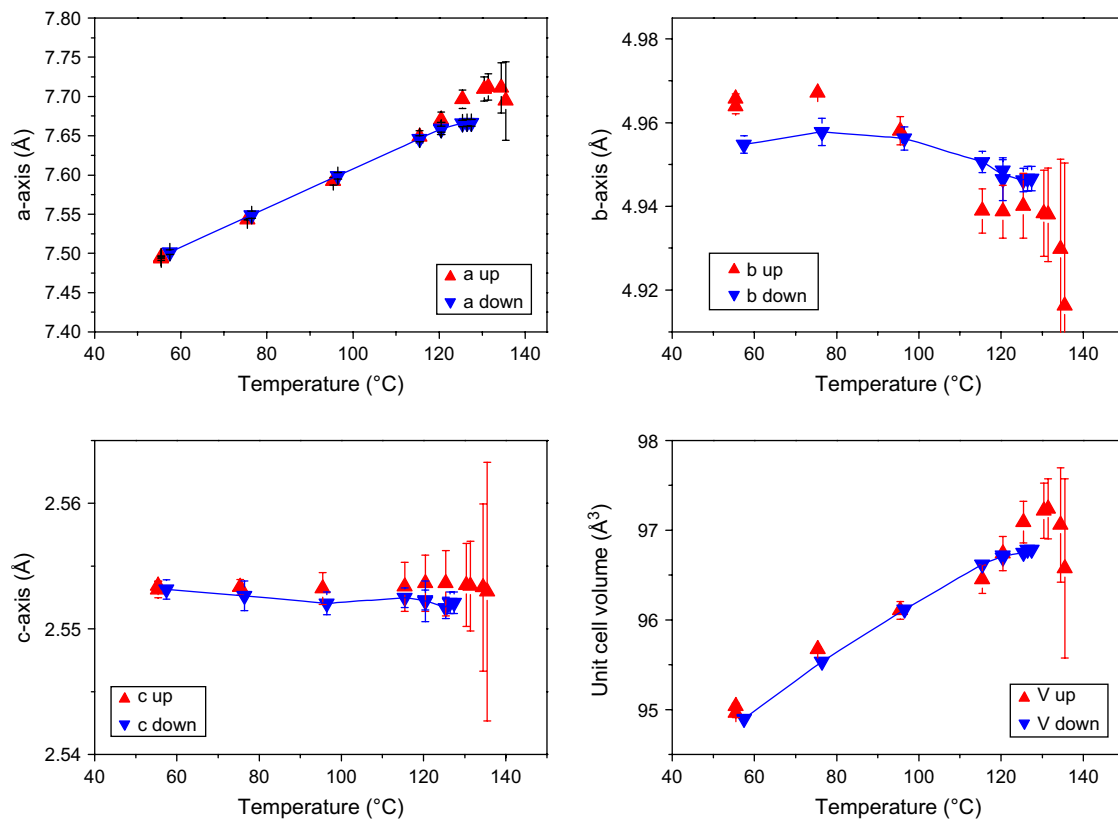 7.80
7.75
7.70
7.65
7.60
7.55
7.50
7.45
7.40
a-axis (Å)
a up
a down
40 60 80 100 120 140
Temperature (°C)
4.98
4.96
4.94
4.92
b-axis (Å)
b up
b down
40 60 80 100 120 140
Temperature (°C)
2.56
2.55
2.54
c-axis (Å)
c up
c down
40 60 80 100 120 140
Temperature (°C)
98
97
96
95
Unit cell volume (Å³)
V up
V down
40 60 80 100 120 140
Temperature (°C)